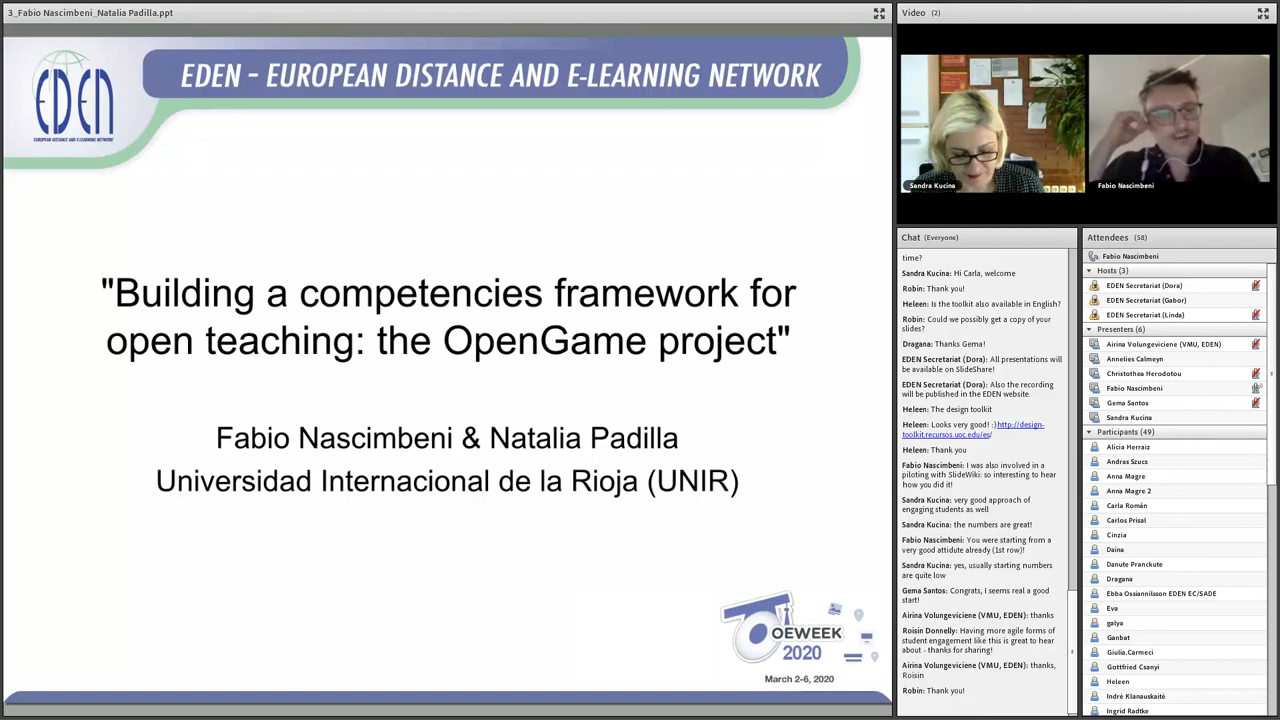 3_Fabio Nascimbeni_Natalia Padilla.ppt
EDEN
EUROPEAN DISTANCE AND E-LEARNING NETWORK
EDEN - EUROPEAN DISTANCE AND E-LEARNING NETWORK
"Building a competencies framework for
open teaching: the OpenGame project"
Fabio Nascimbeni & Natalia Padilla
Universidad Internacional de la Rioja (UNIR)
OEWEEK
2020
March 2-6, 2020
Video (2)
Sandra Kucina
Fabio Nascimbeni
Chat (Everyone)
time?
Sandra Kucina: Hi Carla, welcome
Robin: Thank you!
Heleen: Is the toolkit also available in English?
Robin: Could we possibly get a copy of your
slides?
Dragana: Thanks Gema!
EDEN Secretariat (Dora): All presentations will
be available on SlideShare!
EDEN Secretariat (Dora): Also the recording
will be published in the EDEN website.
Heleen: The design toolkit
Heleen: Looks very good! :)http://design-
toolkit.recursos.uoc.edu/es/
Heleen: Thank you
Fabio Nascimbeni: I was also involved in a
piloting with SlideWiki: so interesting to hear
how you did it!
Sandra Kucina: very good approach of
engaging students as well
Sandra Kucina: the numbers are great!
Fabio Nascimbeni: You were starting from a
very good attidute already (1st row)!
Sandra Kucina: yes, usually starting numbers
are quite low
Gema Santos: Congrats, I seems real a good
start!
Airina Volungeviciene (VMU, EDEN): thanks
Roisin Donnelly: Having more agile forms of
student engagement like this is great to hear
about - thanks for sharing!
Airina Volungeviciene (VMU, EDEN): thanks,
Roisin
Robin: Thank you!
Attendees (58)
Fabio Nascimbeni
Hosts (3)
EDEN Secretariat (Dora)
EDEN Secretariat (Gabor)
EDEN Secretariat (Linda)
Presenters (6)
Airina Volungeviciene (VMU, EDEN)
Annelies Calmeyn
Christothea Herodotou
Fabio Nascimbeni
Gema Santos
Sandra Kucina
Participants (49)
Alicia Herraiz
Andras Szucs
Anna Magre
Anna Magre 2
Carla Román
Carlos Prisal
Cinzia
Daina
Danute Pranckute
Dragana
Ebba Ossiannilsson EDEN EC/SADE
Eva
galya
Ganbat
Giulia.Carmeci
Gottfried Csanyi
Heleen
Indrė Klanauskaitė
Ingrid Radtke